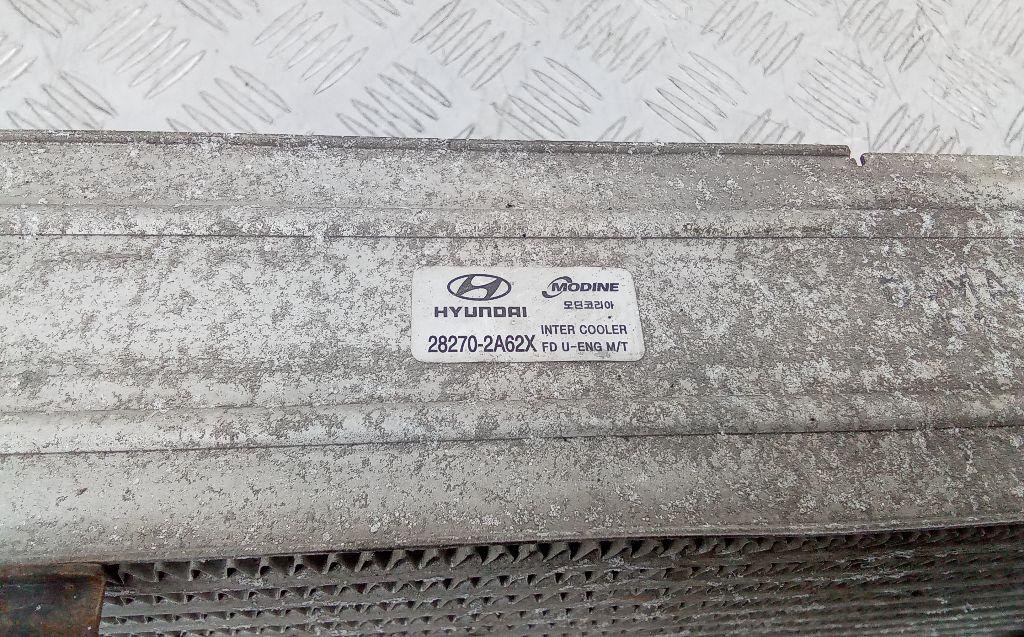 HYUNDAI
MODINE
모딘코리아
28270-2A62X
INTER COOLER
FD U-ENG M/T